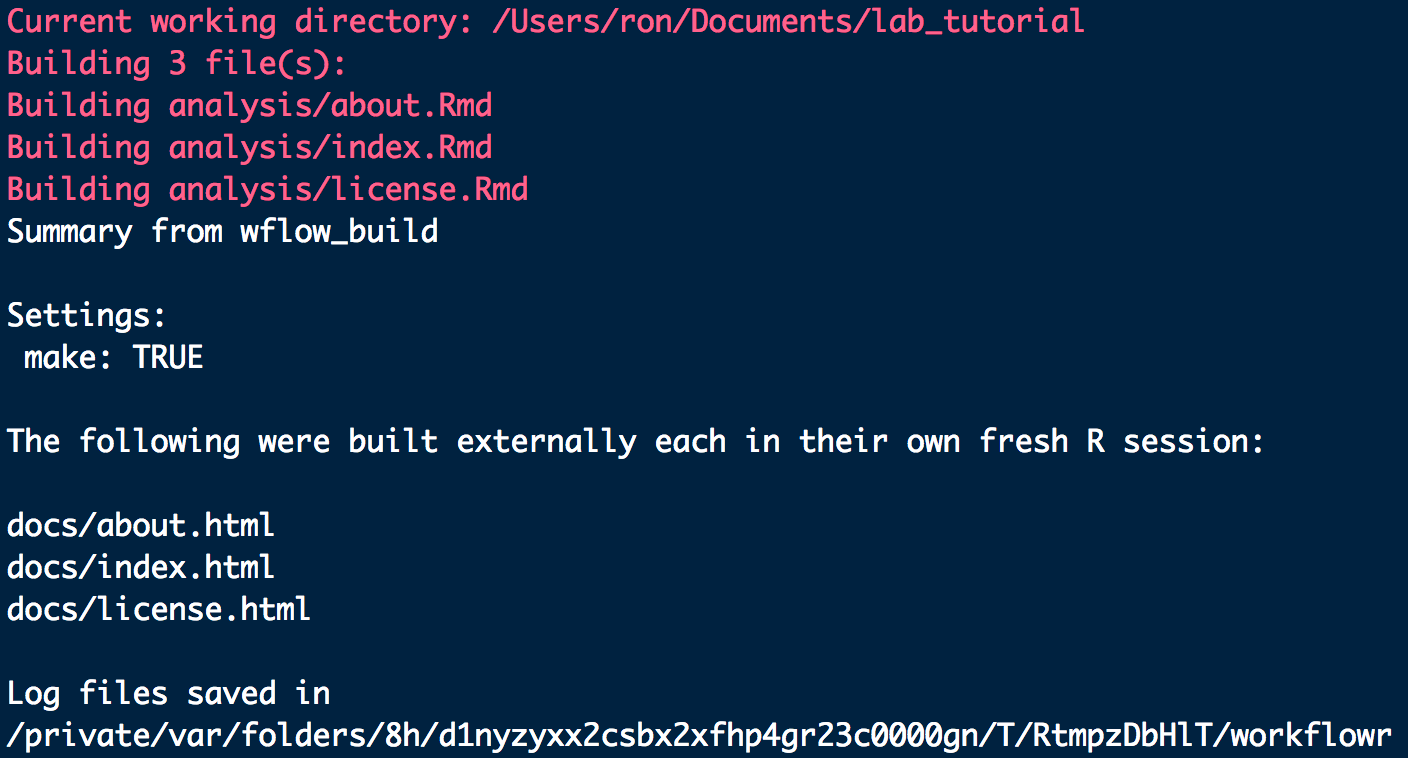 Current working directory: /Users/ron/Documents/lab_tutorial
Building 3 file(s):
Building analysis/about.Rmd
Building analysis/index.Rmd
Building analysis/license.Rmd
Summary from wflow_build
Settings:
make: TRUE
The following were built externally each in their own fresh R session:
docs/about.html
docs/index.html
docs/license.html
Log files saved in
/private/var/folders/8h/d1nyzyxx2csbx2xfhp4gr23c0000gn/T/RtmpzDbHlT/workflowr